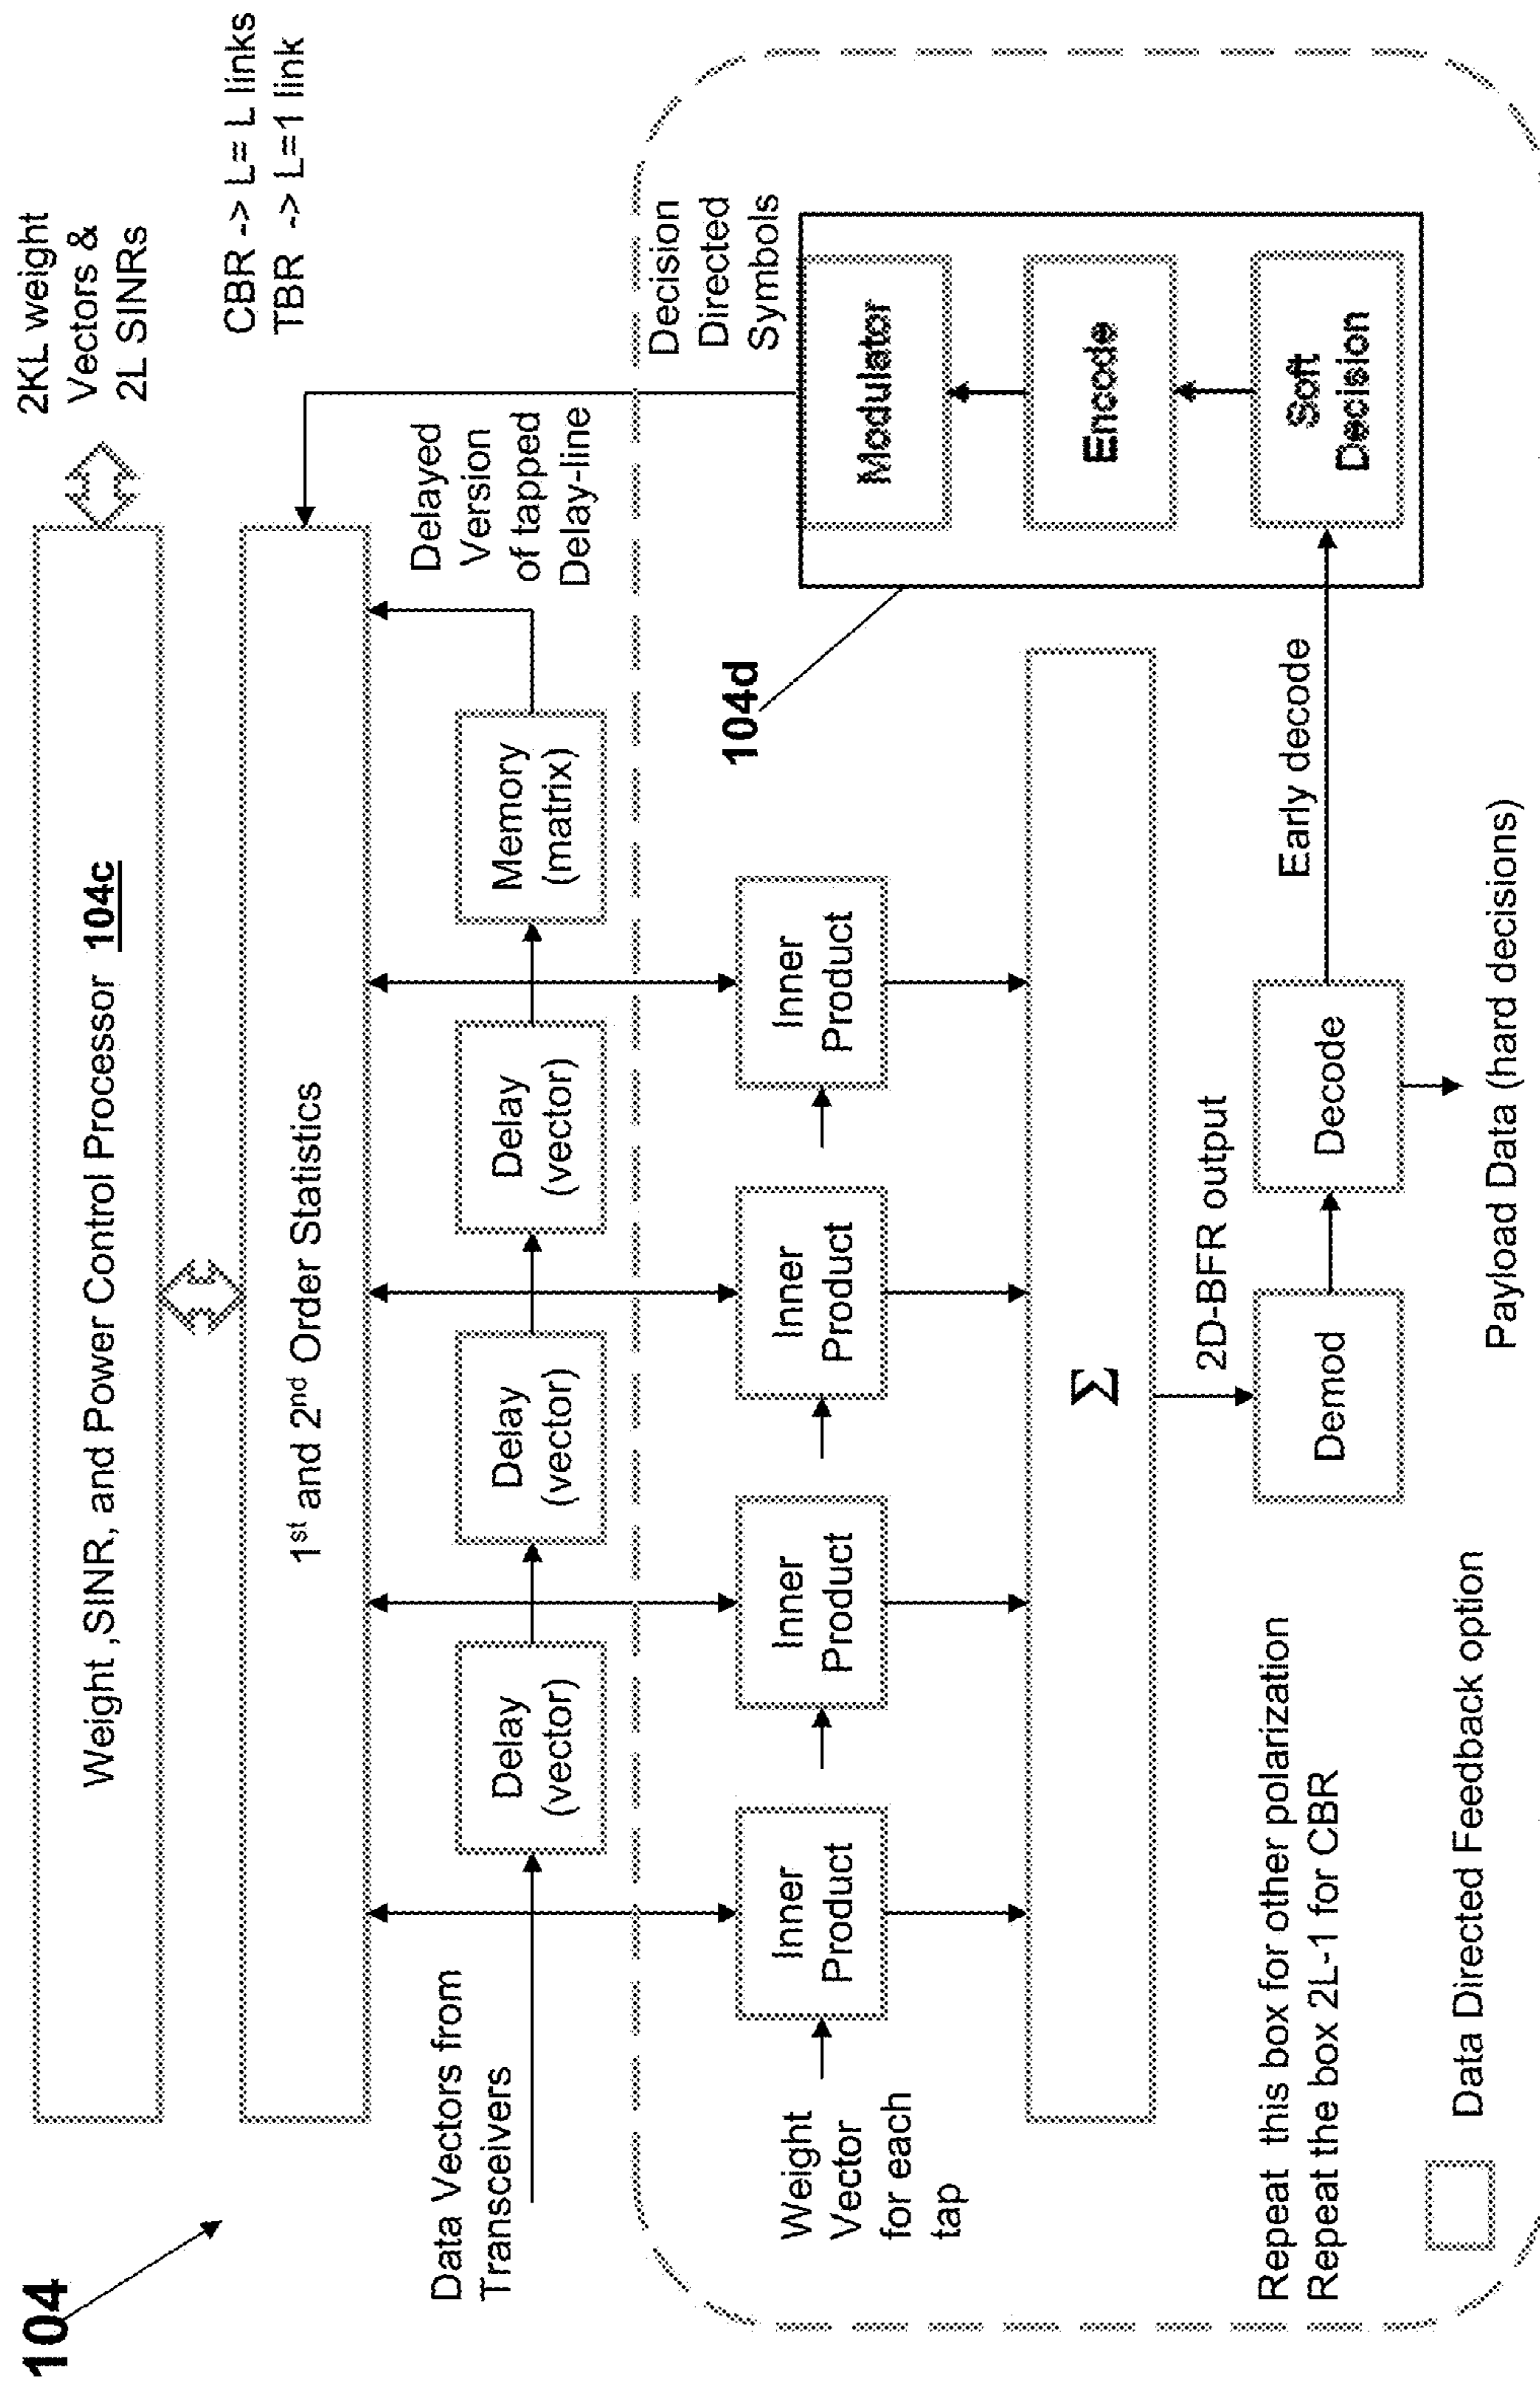 104
2KL weight
Vectors &
2L SINRs
Weight ,SINR, and Power Control Processor 104c
CBR -> L= L links
TBR -> L=1 link
1st and 2nd Order Statistics
Delayed
Version
of tapped
Delay-line
Data Vectors from
Transceivers
Delay
(vector)
Delay
(vector)
Delay
(vector)
Memory
(matrix)
Decision
Directed
Symbols
104d
Weight
Vector
for each
tap
Inner
Product
Inner
Product
Inner
Product
Inner
Product
Modulator
Encode
Soft
Decision
Σ
2D-BFR output
Early decode
Demod
Decode
Repeat this box for other polarization
Repeat the box 2L-1 for CBR
Payload Data (hard decisions)
Data Directed Feedback option